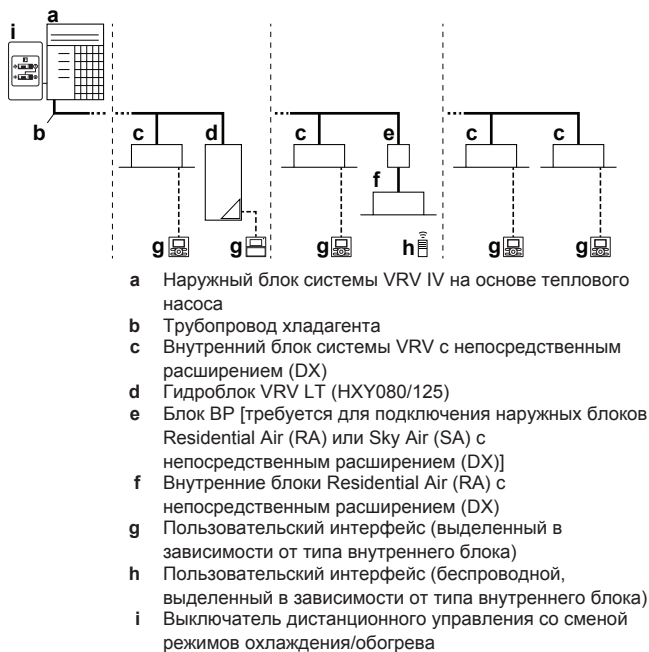 a
i
b
c d c e c c
f
g g g h g g
a Наружный блок системы VRV IV на основе теплового
насоса
b Трубопровод хладагента
c Внутренний блок системы VRV с непосредственным
расширением (DX)
d Гидроблок VRV LT (HXY080/125)
e Блок BP [требуется для подключения наружных блоков
Residential Air (RA) или Sky Air (SA) с
непосредственным расширением (DX)]
f Внутренние блоки Residential Air (RA) с
непосредственным расширением (DX)
g Пользовательский интерфейс (выделенный в
зависимости от типа внутреннего блока)
h Пользовательский интерфейс (беспроводной,
выделенный в зависимости от типа внутреннего блока)
i Выключатель дистанционного управления со сменой
режимов охлаждения/обогрева